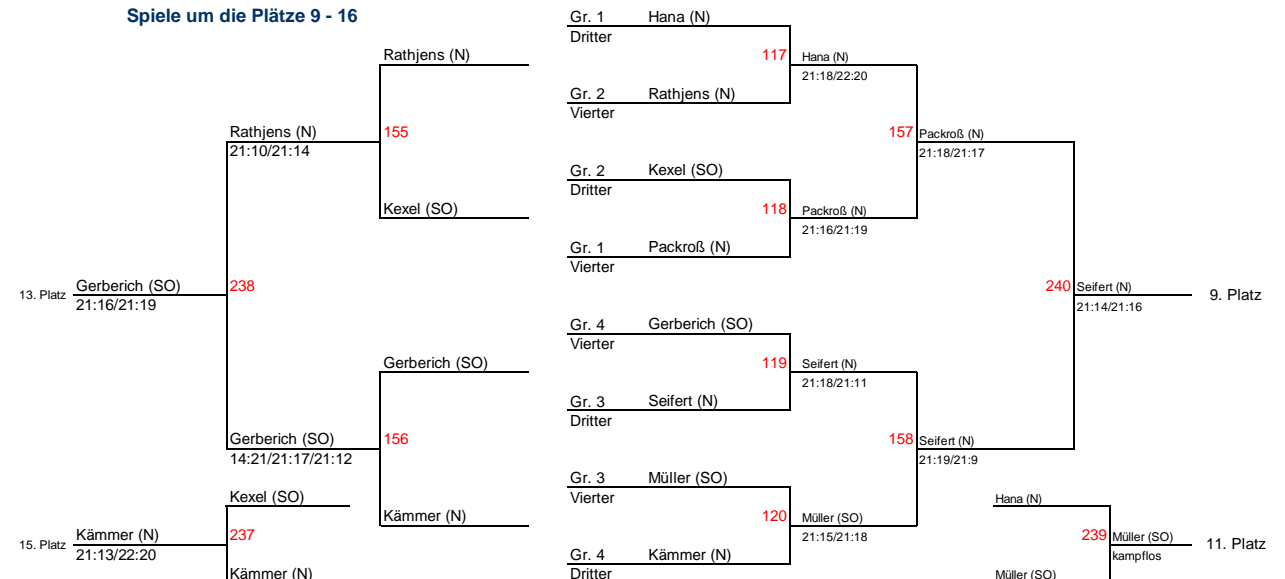 Spiele um die Plätze 9 - 16
Gr. 1 Hana (N)
Dritter
Rathjens (N)
117 Hana (N)
21:18/22:20
Gr. 2 Rathjens (N)
Vierter
Rathjens (N) 155
21:10/21:14
157 Packroß (N)
21:18/21:17
Gr. 2 Kexel (SO)
Dritter
Kexel (SO)
118 Packroß (N)
21:16/21:19
Gr. 1 Packroß (N)
Vierter
13. Platz Gerberich (SO) 238
21:16/21:19
240 Seifert (N) 9. Platz
21:14/21:16
Gr. 4 Gerberich (SO)
Vierter
Gerberich (SO)
119 Seifert (N)
21:18/21:11
Gr. 3 Seifert (N)
Dritter
Gerberich (SO) 156
14:21/21:17/21:12
158 Seifert (N)
21:19/21:9
Gr. 3 Müller (SO)
Vierter
Kexel (SO)
Hana (N)
Kämmer (N)
120 Müller (SO)
21:15/21:18
15. Platz Kämmer (N) 237
21:13/22:20
239 Müller (SO) 11. Platz
kampflos
Gr. 4 Kämmer (N)
Dritter
Kämmer (N)
Müller (SO)